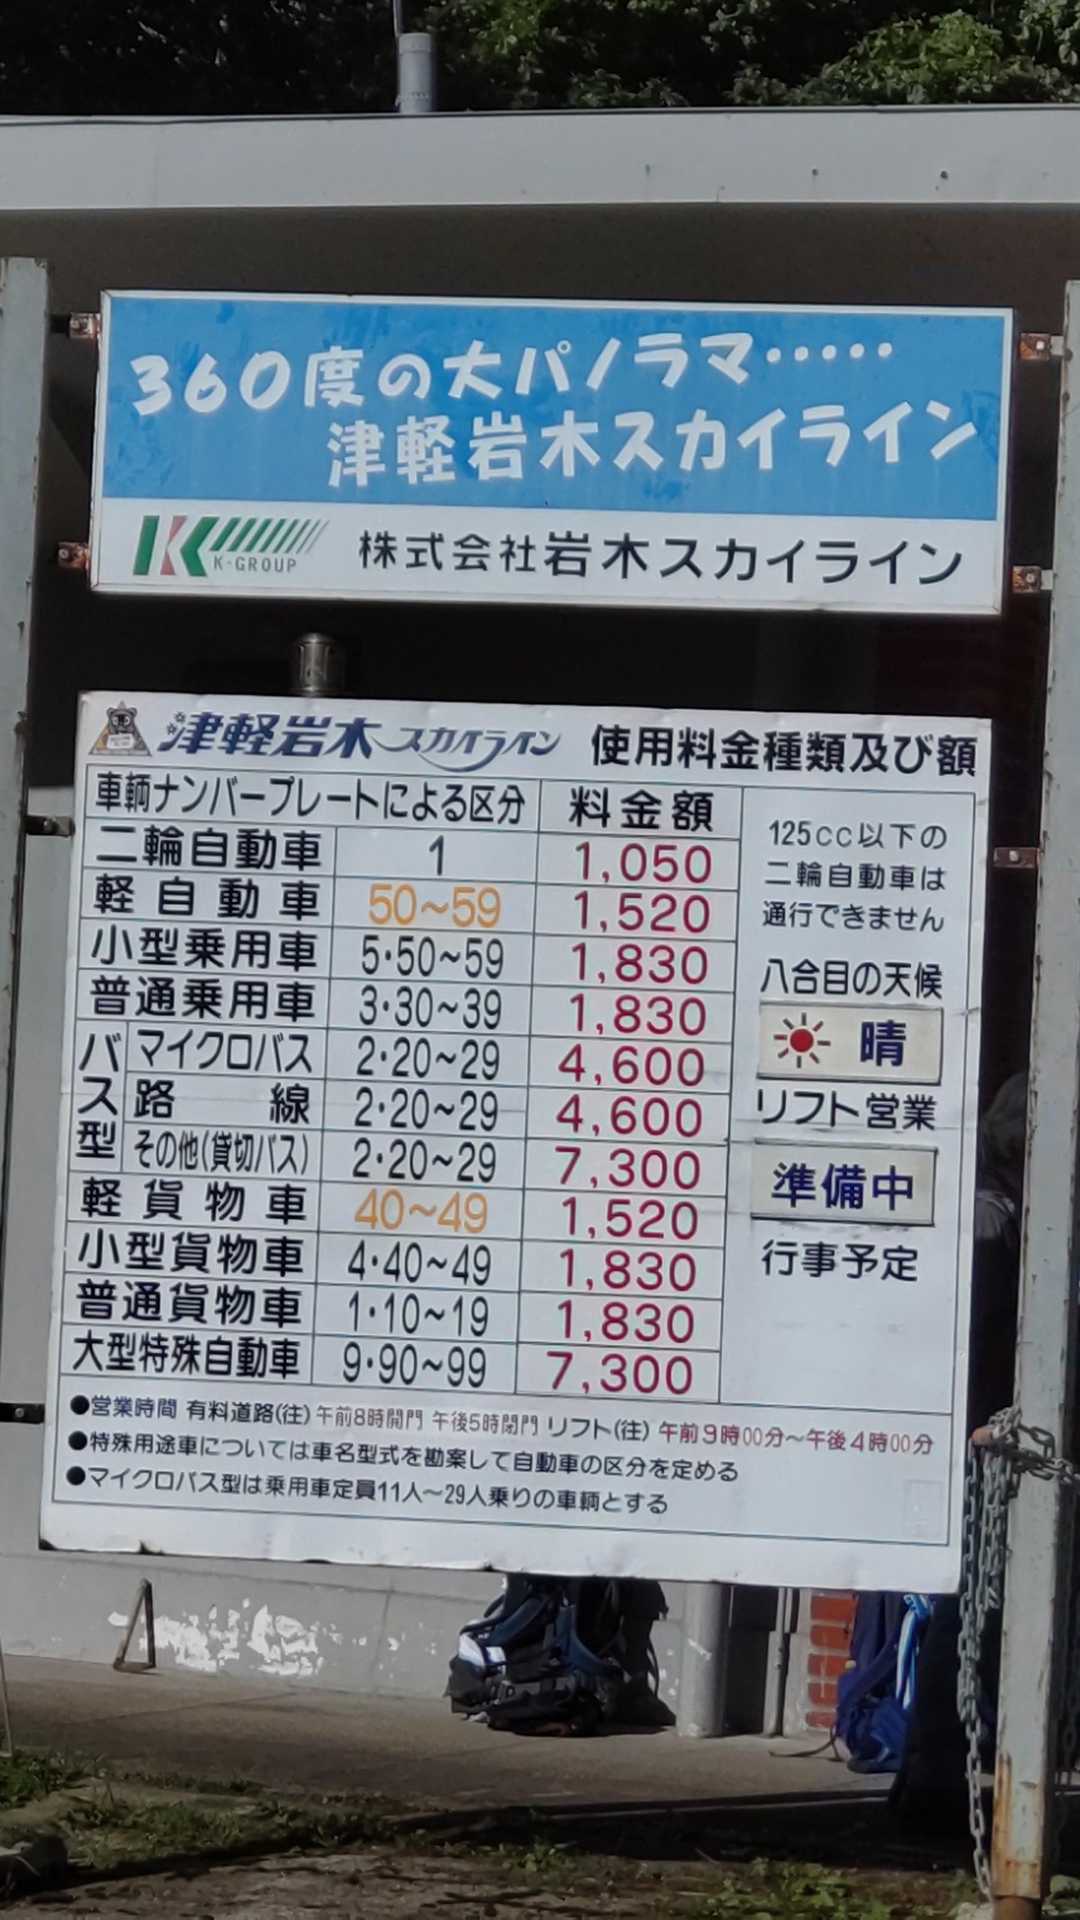 360度の大パノラマ・・・・・
津軽岩木スカイライン
K-GROUP 株式会社岩木スカイライン
津軽岩木スカイライン 使用料金種類及び額
車輌ナンバープレートによる区分 料金額
二輪自動車 1 1,050
軽自動車 50~59 1,520
小型乗用車 5・50~59 1,830
普通乗用車 3・30~39 1,830
バス型 マイクロバス 2・20~29 4,600
路線 2・20~29 4,600
その他(貸切バス) 2・20~29 7,300
軽貨物車 40~49 1,520
小型貨物車 4・40~49 1,830
普通貨物車 1・10~19 1,830
大型特殊自動車 9・90~99 7,300
125cc以下の
二輪自動車は
通行できません
八合目の天候
晴
リフト営業
準備中
行事予定
●営業時間 有料道路(注)午前8時開門 午後5時閉門 リフト(注) 午前9時00分~午後4時00分
●特殊用途車については車名型式を勘案して自動車の区分を定める
●マイクロバス型は乗用車定員11人~29人乗りの車輌とする